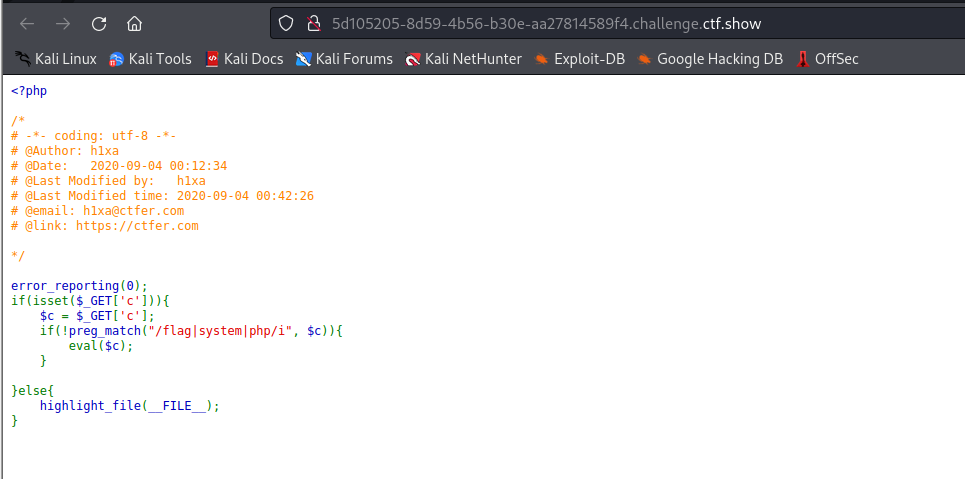 5d105205-8d59-4b56-b30e-aa27814589f4.challenge.ctf.show
Kali Linux Kali Tools Kali Docs Kali Forums Kali NetHunter Exploit-DB Google Hacking DB OffSec
<?php
/*
# -*- coding: utf-8 -*-
# @Author: h1xa
# @Date:   2020-09-04 00:12:34
# @Last Modified by:   h1xa
# @Last Modified time: 2020-09-04 00:42:26
# @email: h1xa@ctfer.com
# @link: https://ctfer.com
*/
error_reporting(0);
if(isset($_GET['c'])){
    $c = $_GET['c'];
    if(!preg_match("/flag|system|php/i", $c)){
        eval($c);
    }
}else{
    highlight_file(__FILE__);
}